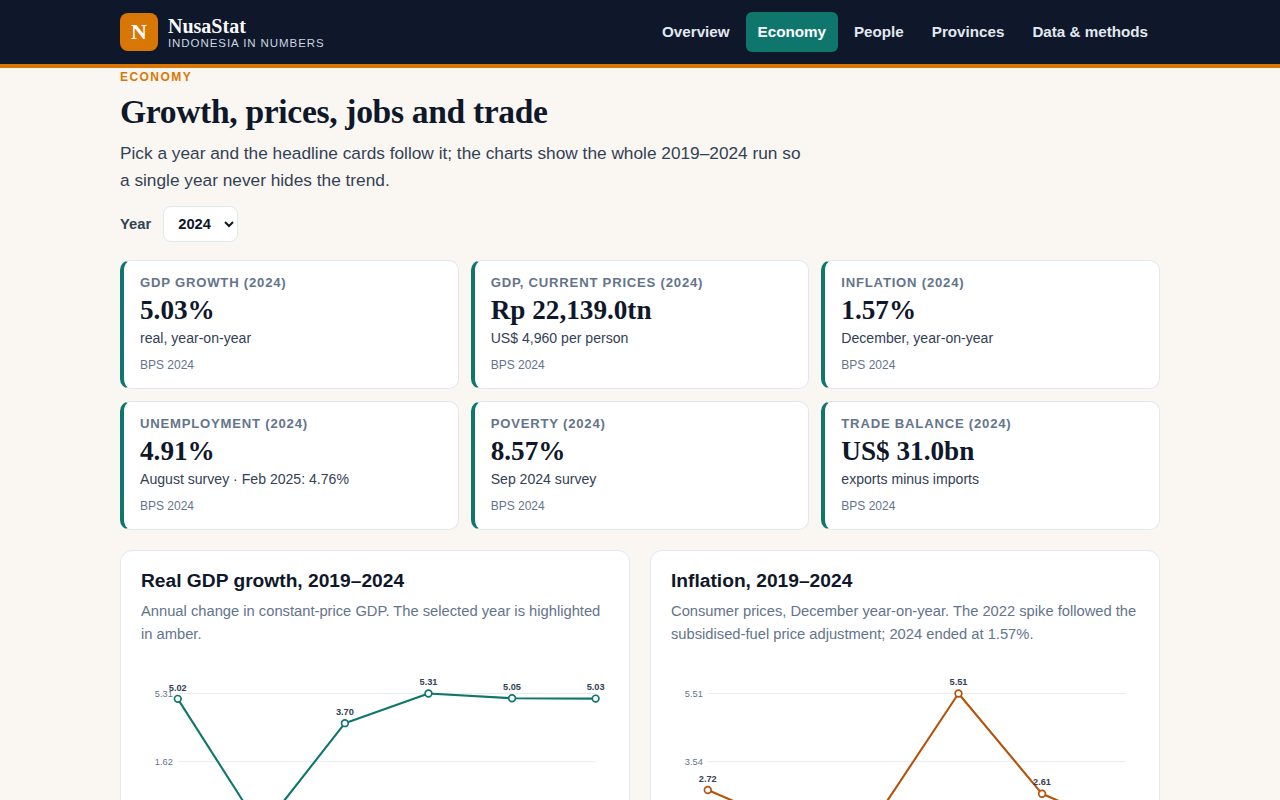 N
NusaStat
INDONESIA IN NUMBERS
Overview
Economy
People
Provinces
Data & methods
ECONOMY
Growth, prices, jobs and trade
Pick a year and the headline cards follow it; the charts show the whole 2019–2024 run so
a single year never hides the trend.
Year
2024
GDP GROWTH (2024)
5.03%
real, year-on-year
BPS 2024
GDP, CURRENT PRICES (2024)
Rp 22,139.0tn
US$ 4,960 per person
BPS 2024
INFLATION (2024)
1.57%
December, year-on-year
BPS 2024
UNEMPLOYMENT (2024)
4.91%
August survey · Feb 2025: 4.76%
BPS 2024
POVERTY (2024)
8.57%
Sep 2024 survey
BPS 2024
TRADE BALANCE (2024)
US$ 31.0bn
exports minus imports
BPS 2024
Real GDP growth, 2019–2024
Annual change in constant-price GDP. The selected year is highlighted
in amber.
5.31
5.02
3.70
5.31
5.05
5.03
1.62
Inflation, 2019–2024
Consumer prices, December year-on-year. The 2022 spike followed the
subsidised-fuel price adjustment; 2024 ended at 1.57%.
5.51
5.51
3.54
2.72
2.61